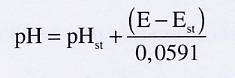 pH = pH_st + (E − E_st) / 0,0591